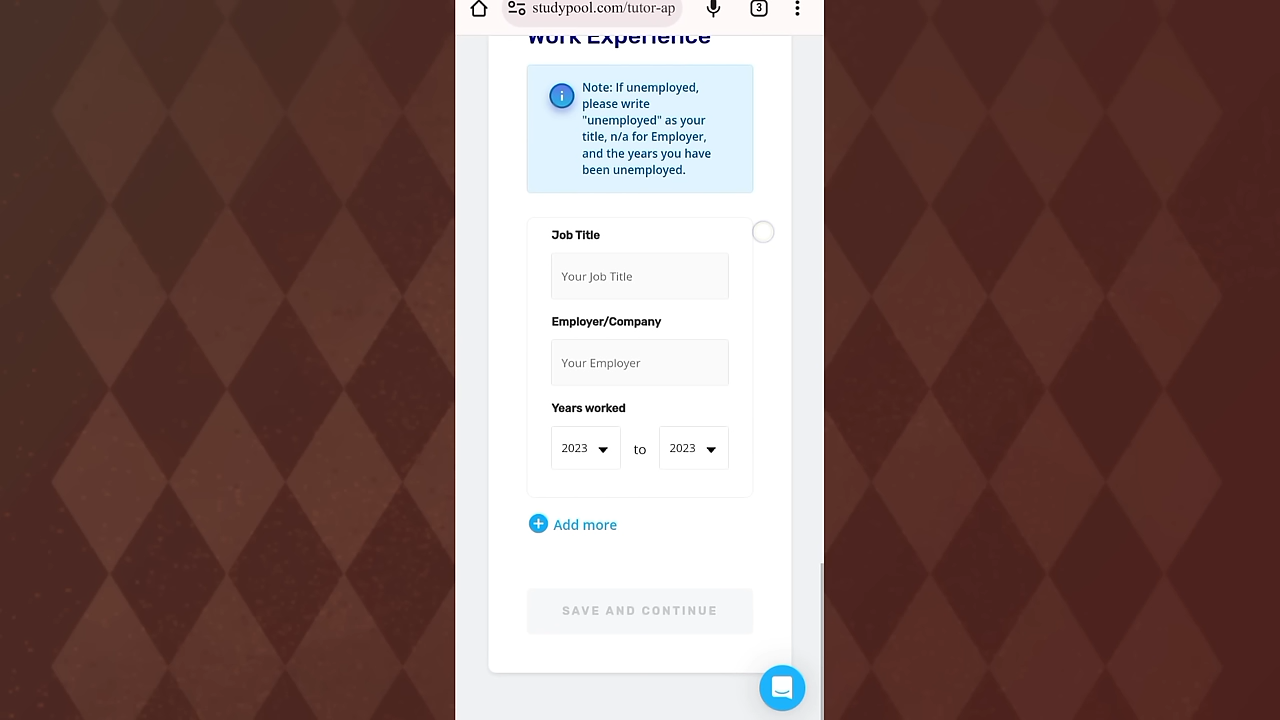 studypool.com/tutor-ap
3
Work Experience
i
Note: If unemployed,
please write
"unemployed" as your
title, n/a for Employer,
and the years you have
been unemployed.
Job Title
Your Job Title
Employer/Company
Your Employer
Years worked
2023 to 2023
Add more
SAVE AND CONTINUE